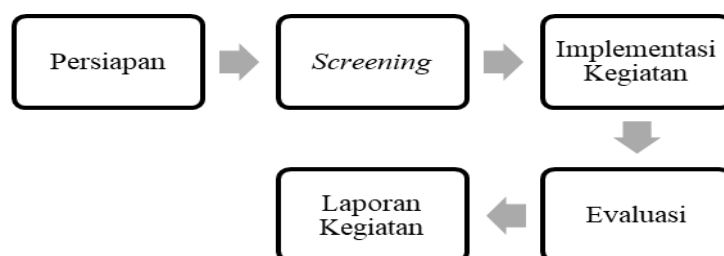 Persiapan
Screening
Implementasi
Kegiatan
Evaluasi
Laporan
Kegiatan